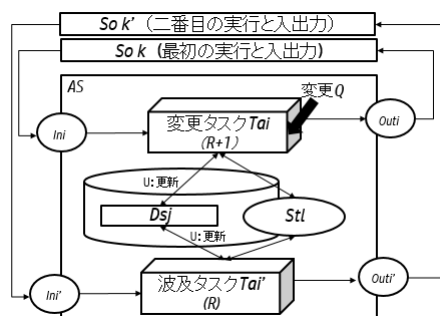 So k’ (二番目の実行と入出力)
So k (最初の実行と入出力)
AS
変更Q
Ini
変更タスクTai
(R+1)
Outi
U:更新
Dsj
Stl
U:更新
Ini’
波及タスクTai’
(R)
Outi’